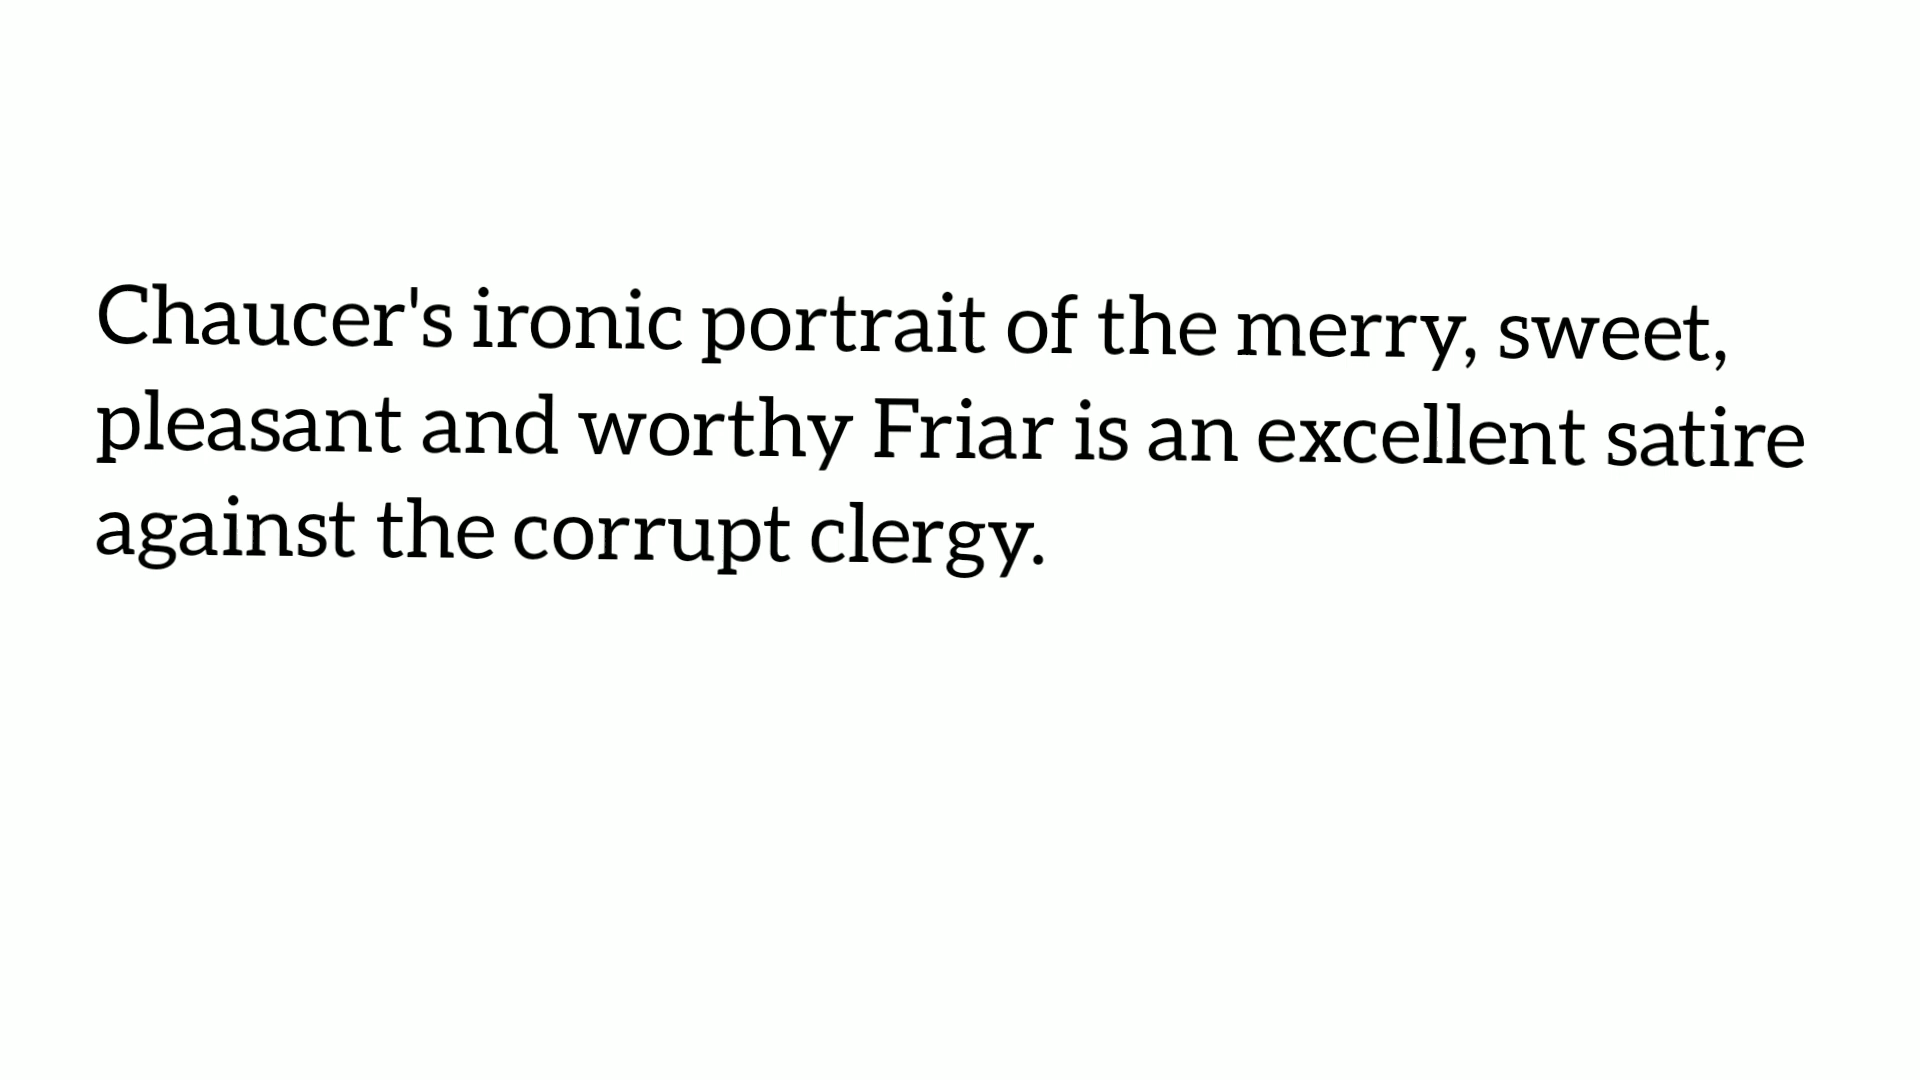 Chaucer's ironic portrait of the merry, sweet,
pleasant and worthy Friar is an excellent satire
against the corrupt clergy.